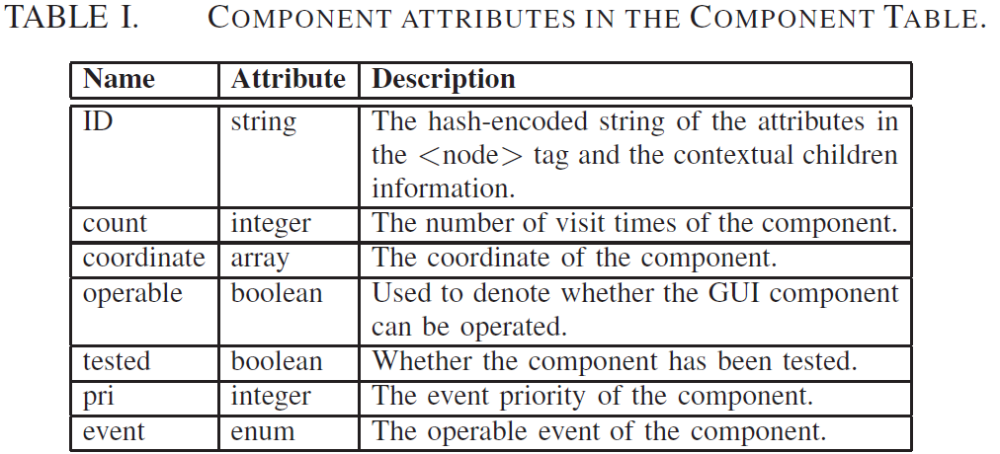 TABLE I. COMPONENT ATTRIBUTES IN THE COMPONENT TABLE.
Name Attribute Description
ID string The hash-encoded string of the attributes in
the <node> tag and the contextual children
information.
count integer The number of visit times of the component.
coordinate array The coordinate of the component.
operable boolean Used to denote whether the GUI component
can be operated.
tested boolean Whether the component has been tested.
pri integer The event priority of the component.
event enum The operable event of the component.